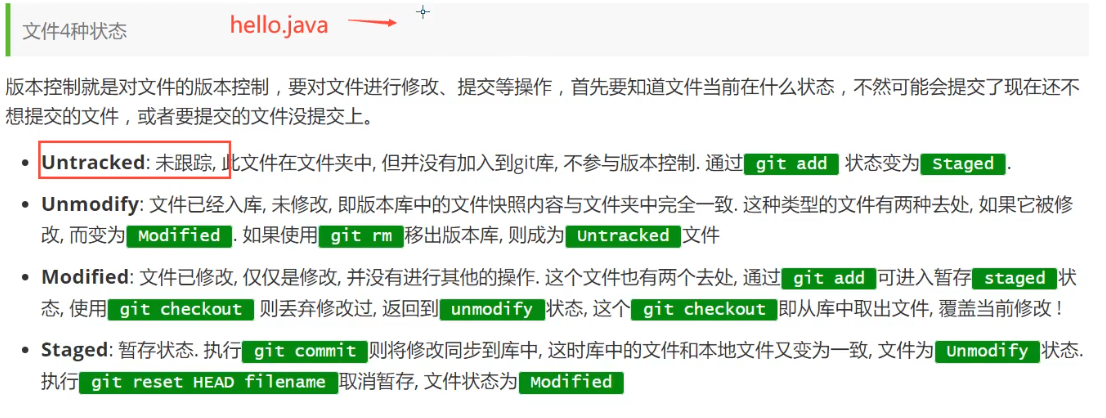 文件4种状态
hello.java
版本控制就是对文件的版本控制，要对文件进行修改、提交等操作，首先要知道文件当前在什么状态，不然可能会提交了现在还不
想提交的文件，或者要提交的文件没提交上。
• Untracked: 未跟踪, 此文件在文件夹中, 但并没有加入到git库, 不参与版本控制. 通过 git add 状态变为 Staged .
• Unmodify: 文件已经入库, 未修改, 即版本库中的文件快照内容与文件夹中完全一致. 这种类型的文件有两种去处, 如果它被修
改, 而变为 Modified . 如果使用 git rm 移出版本库, 则成为 Untracked 文件
• Modified: 文件已修改, 仅仅是修改, 并没有进行其他的操作. 这个文件也有两个去处, 通过 git add 可进入暂存 staged 状
态, 使用 git checkout 则丢弃修改过, 返回到 unmodify 状态, 这个 git checkout 即从库中取出文件, 覆盖当前修改 !
• Staged: 暂存状态. 执行 git commit 则将修改同步到库中, 这时库中的文件和本地文件又变为一致, 文件为 Unmodify 状态.
执行 git reset HEAD filename 取消暂存, 文件状态为 Modified